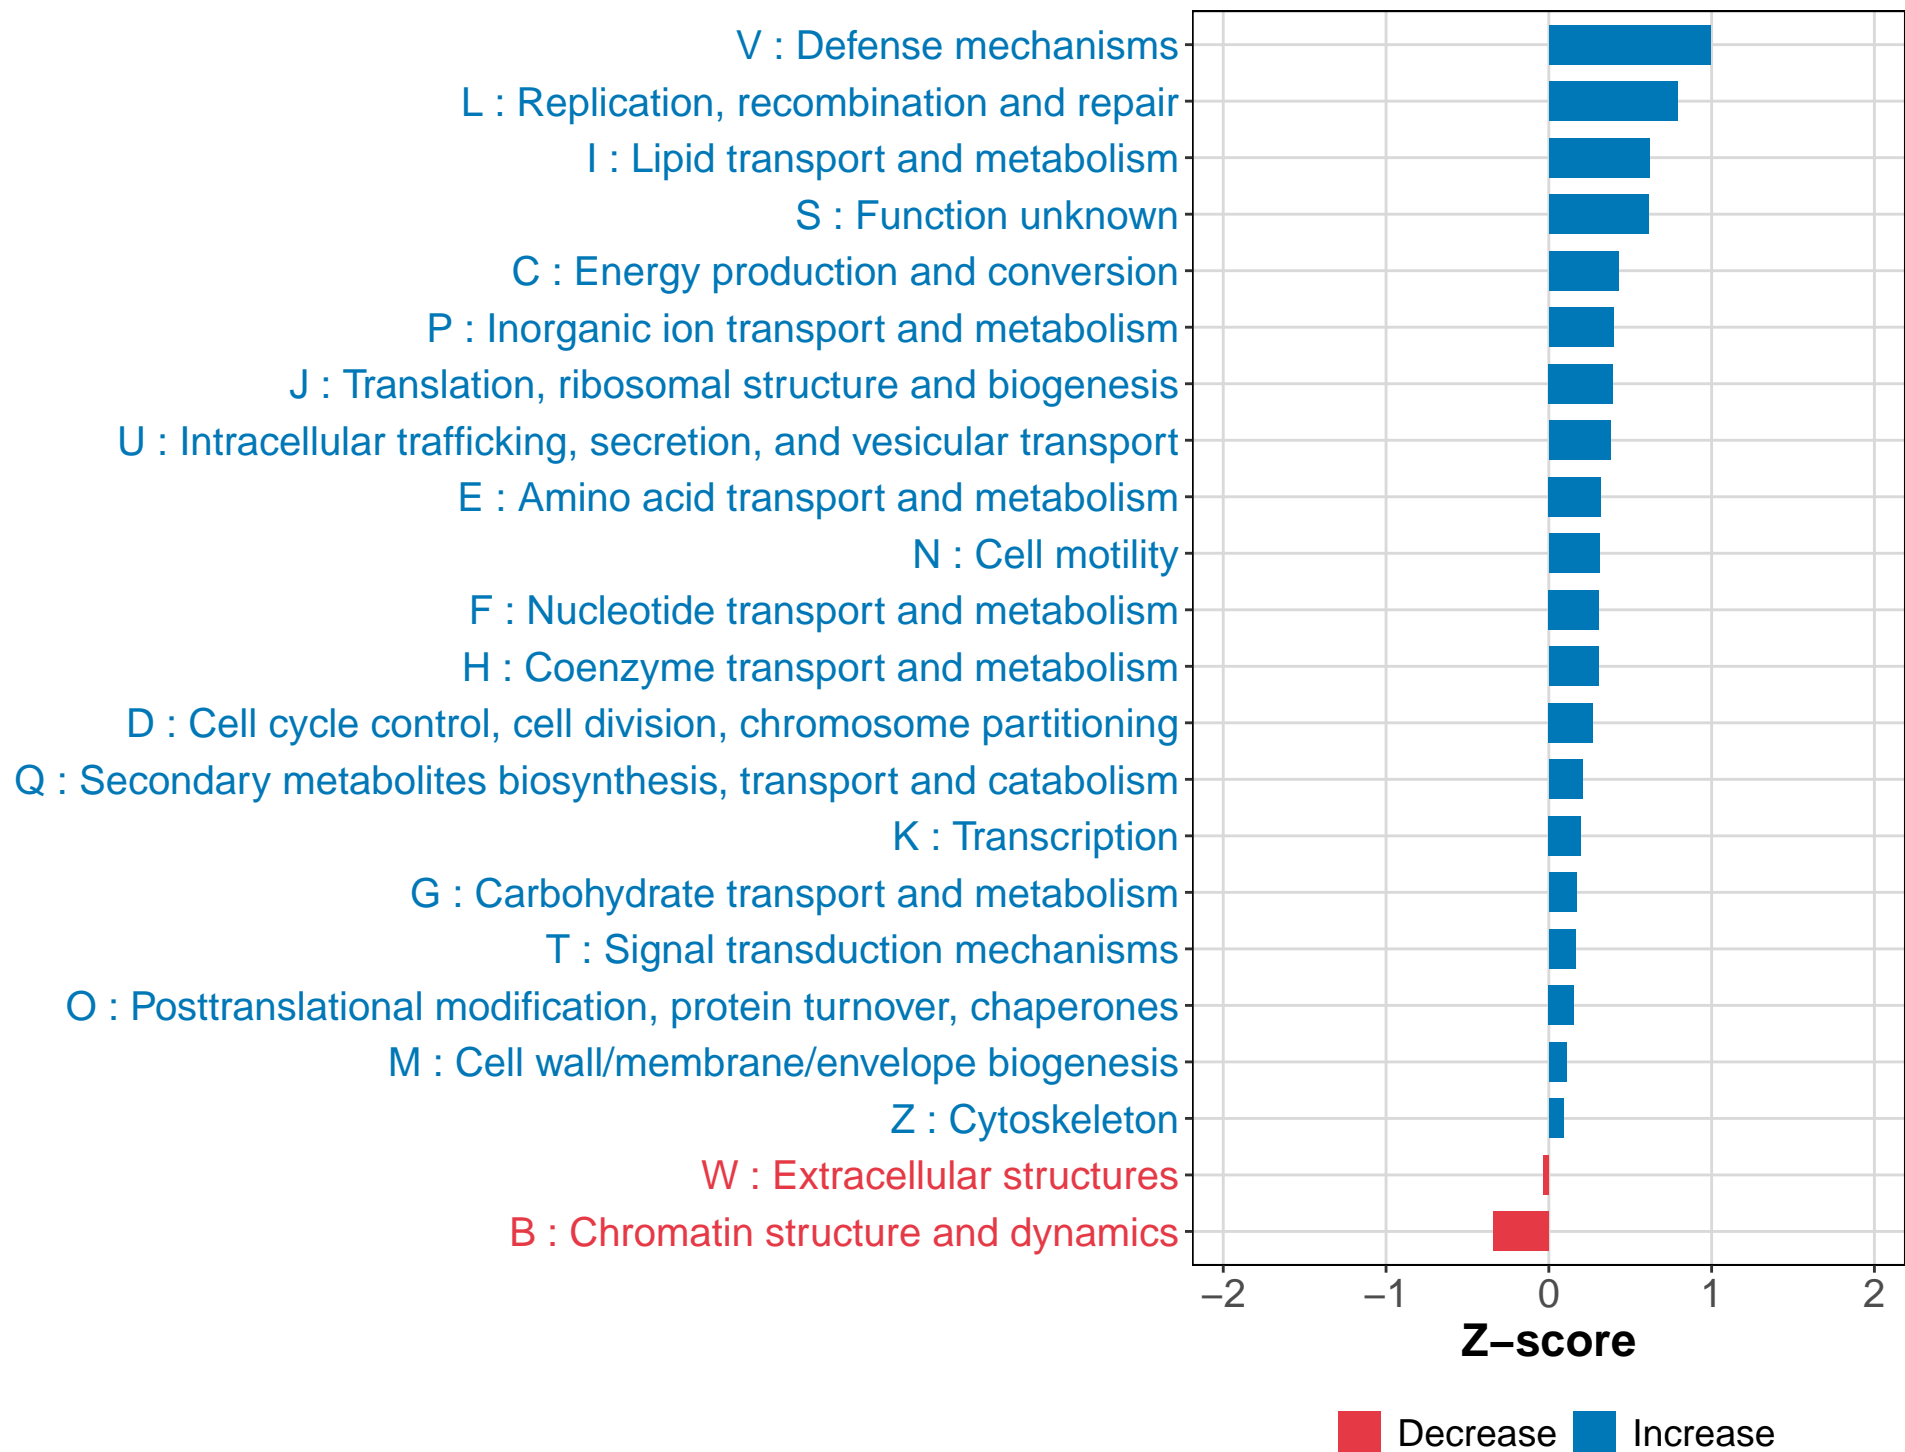 V : Defense mechanisms
L : Replication, recombination and repair
I : Lipid transport and metabolism
S : Function unknown
C : Energy production and conversion
P : Inorganic ion transport and metabolism
J : Translation, ribosomal structure and biogenesis
U : Intracellular trafficking, secretion, and vesicular transport
E : Amino acid transport and metabolism
N : Cell motility
F : Nucleotide transport and metabolism
H : Coenzyme transport and metabolism
D : Cell cycle control, cell division, chromosome partitioning
Q : Secondary metabolites biosynthesis, transport and catabolism
K : Transcription
G : Carbohydrate transport and metabolism
T : Signal transduction mechanisms
O : Posttranslational modification, protein turnover, chaperones
M : Cell wall/membrane/envelope biogenesis
Z : Cytoskeleton
W : Extracellular structures
B : Chromatin structure and dynamics
−2 −1 0 1 2
Z−score
Decrease Increase